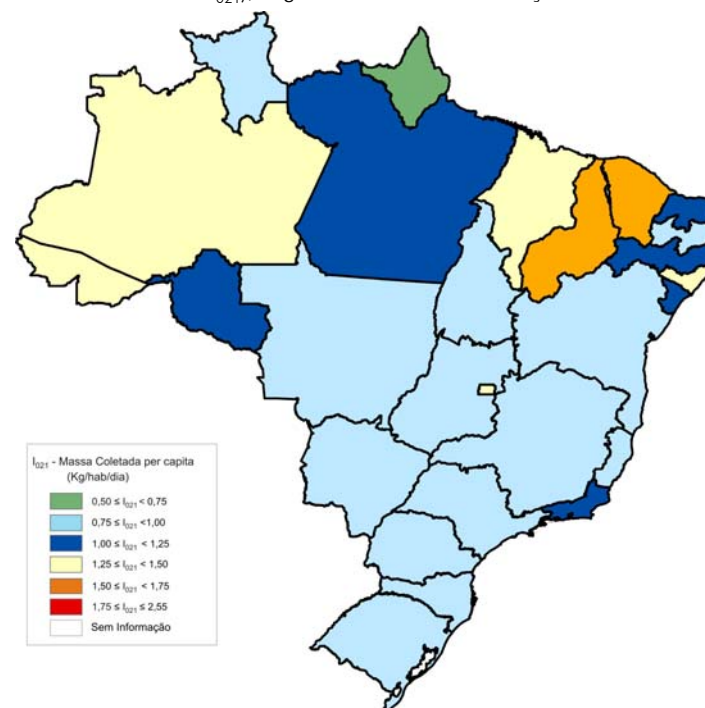 I021 - Massa Coletada per capita
(Kg/hab/dia)
0,50 ≤ I021 < 0,75
0,75 ≤ I021 <1,00
1,00 ≤ I021 < 1,25
1,25 ≤ I021 < 1,50
1,50 ≤ I021 < 1,75
1,75 ≤ I021 ≤ 2,55
Sem Informação